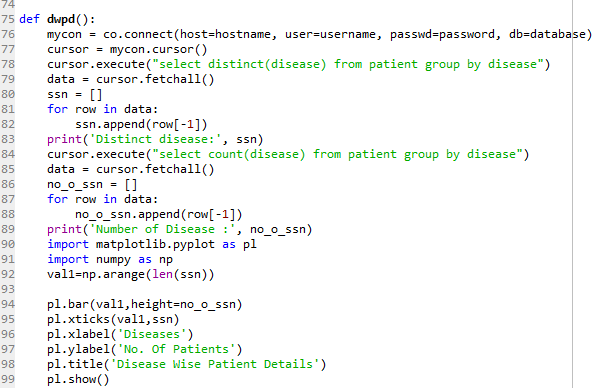 74
75 def dwpd():
76     mycon = co.connect(host=hostname, user=username, passwd=password, db=database)
77     cursor = mycon.cursor()
78     cursor.execute("select distinct(disease) from patient group by disease")
79     data = cursor.fetchall()
80     ssn = []
81     for row in data:
82         ssn.append(row[-1])
83     print('Distinct disease:', ssn)
84     cursor.execute("select count(disease) from patient group by disease")
85     data = cursor.fetchall()
86     no_o_ssn = []
87     for row in data:
88         no_o_ssn.append(row[-1])
89     print('Number of Disease :', no_o_ssn)
90     import matplotlib.pyplot as pl
91     import numpy as np
92     val1=np.arange(len(ssn))
93
94     pl.bar(val1,height=no_o_ssn)
95     pl.xticks(val1,ssn)
96     pl.xlabel('Diseases')
97     pl.ylabel('No. Of Patients')
98     pl.title('Disease Wise Patient Details')
99     pl.show()